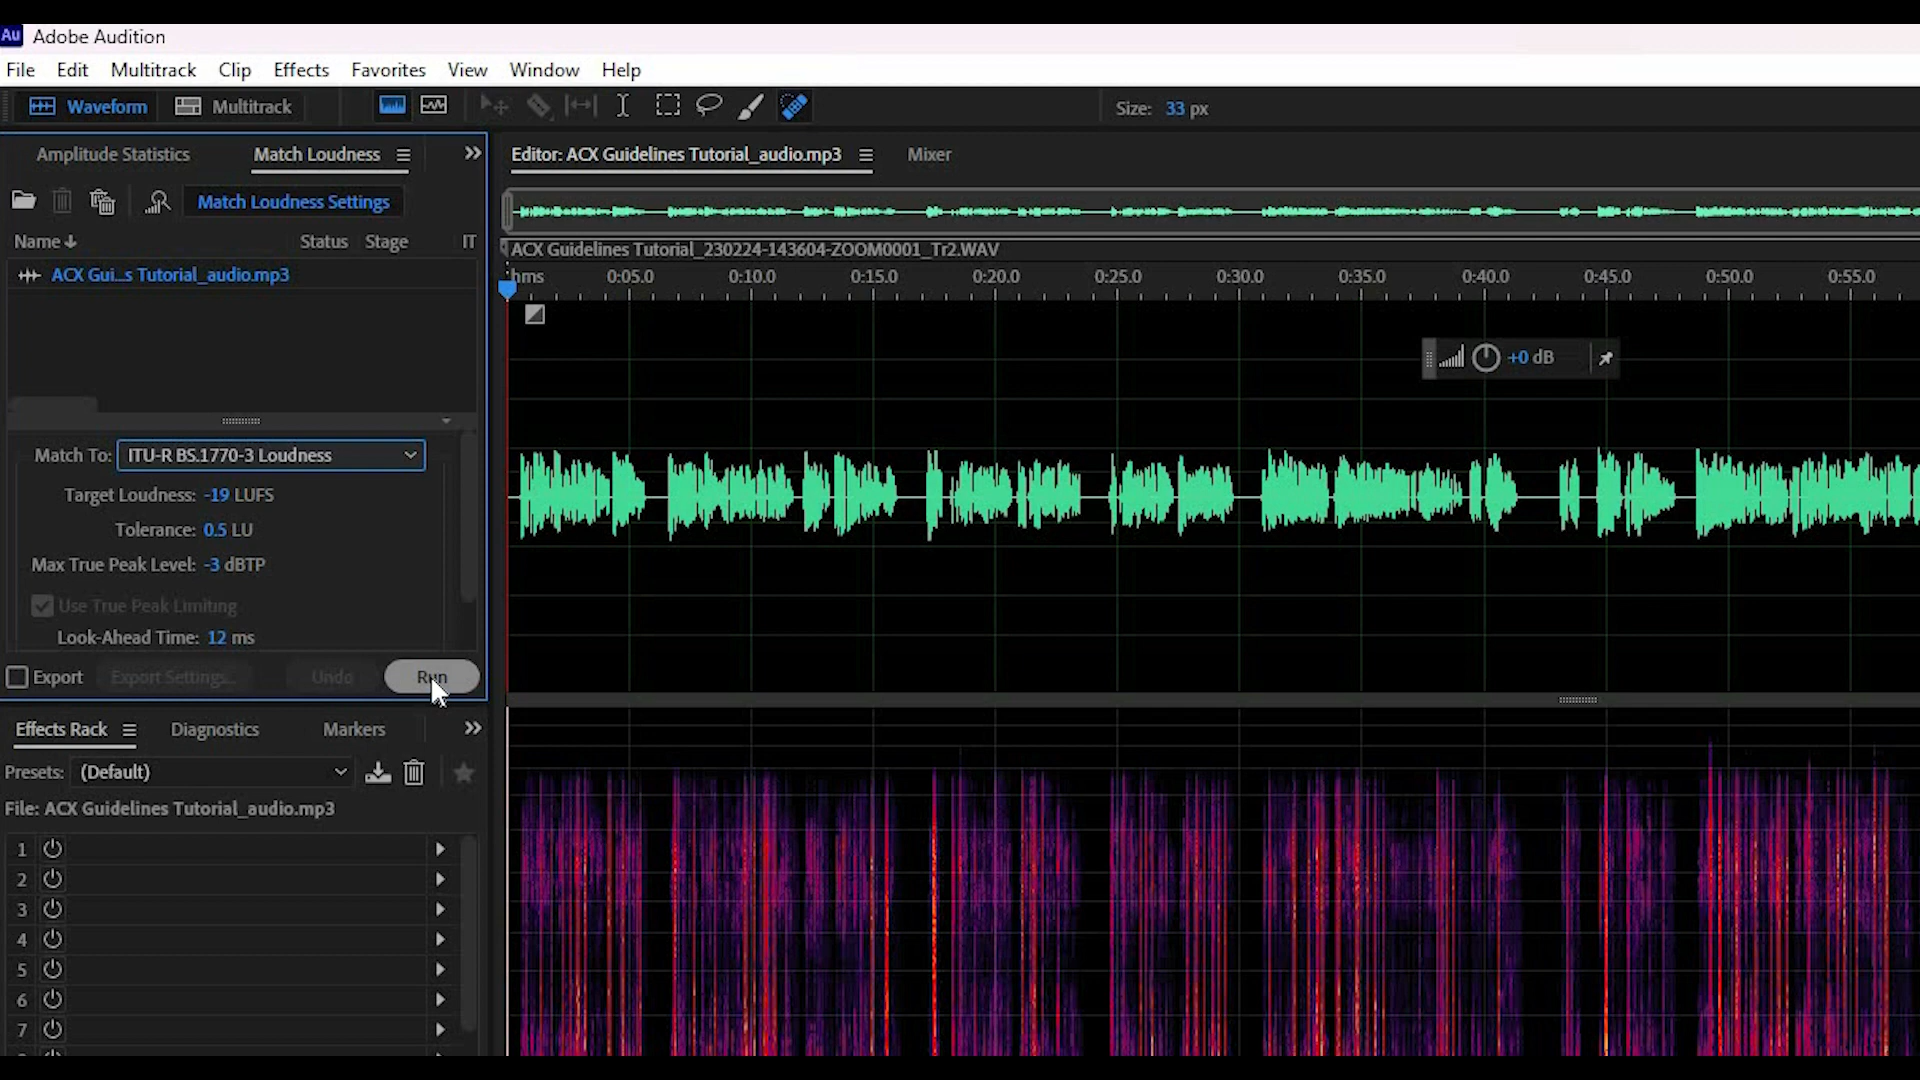 Au Adobe Audition
File Edit Multitrack Clip Effects Favorites View Window Help
Waveform Multitrack Size: 33 px
Amplitude Statistics Match Loudness
Match Loudness Settings
Name Status Stage IT
ACX Gui...s Tutorial_audio.mp3
Match To: ITU-R BS.1770-3 Loudness
Target Loudness: -19 LUFS
Tolerance: 0.5 LU
Max True Peak Level: -3 dBTP
Use True Peak Limiting
Look-Ahead Time: 12 ms
Export Export Settings... Undo Run
Effects Rack Diagnostics Markers
Presets: (Default)
File: ACX Guidelines Tutorial_audio.mp3
1
2
3
4
5
6
7
Editor: ACX Guidelines Tutorial_audio.mp3 Mixer
ACX Guidelines Tutorial_230224-143604-ZOOM0001_Tr2.WAV
hms 0:05.0 0:10.0 0:15.0 0:20.0 0:25.0 0:30.0 0:35.0 0:40.0 0:45.0 0:50.0 0:55.0
+0 dB